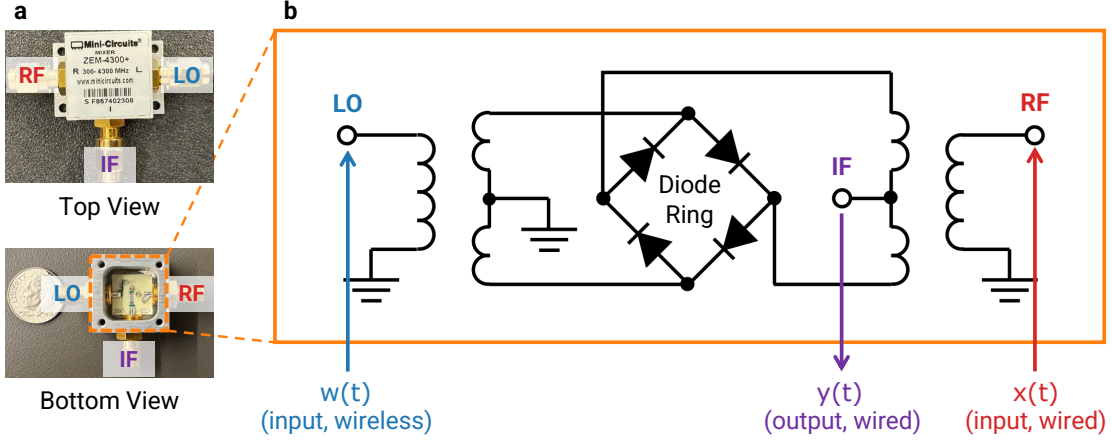 a
Mini-Circuits®
MIXER
ZEM-4300+
R 300-4300 MHz L
www.minicircuits.com
S F867402308
I
RF
LO
IF
Top View
LO
RF
IF
Bottom View
b
LO
Diode
Ring
IF
RF
w(t)
(input, wireless)
y(t)
(output, wired)
x(t)
(input, wired)